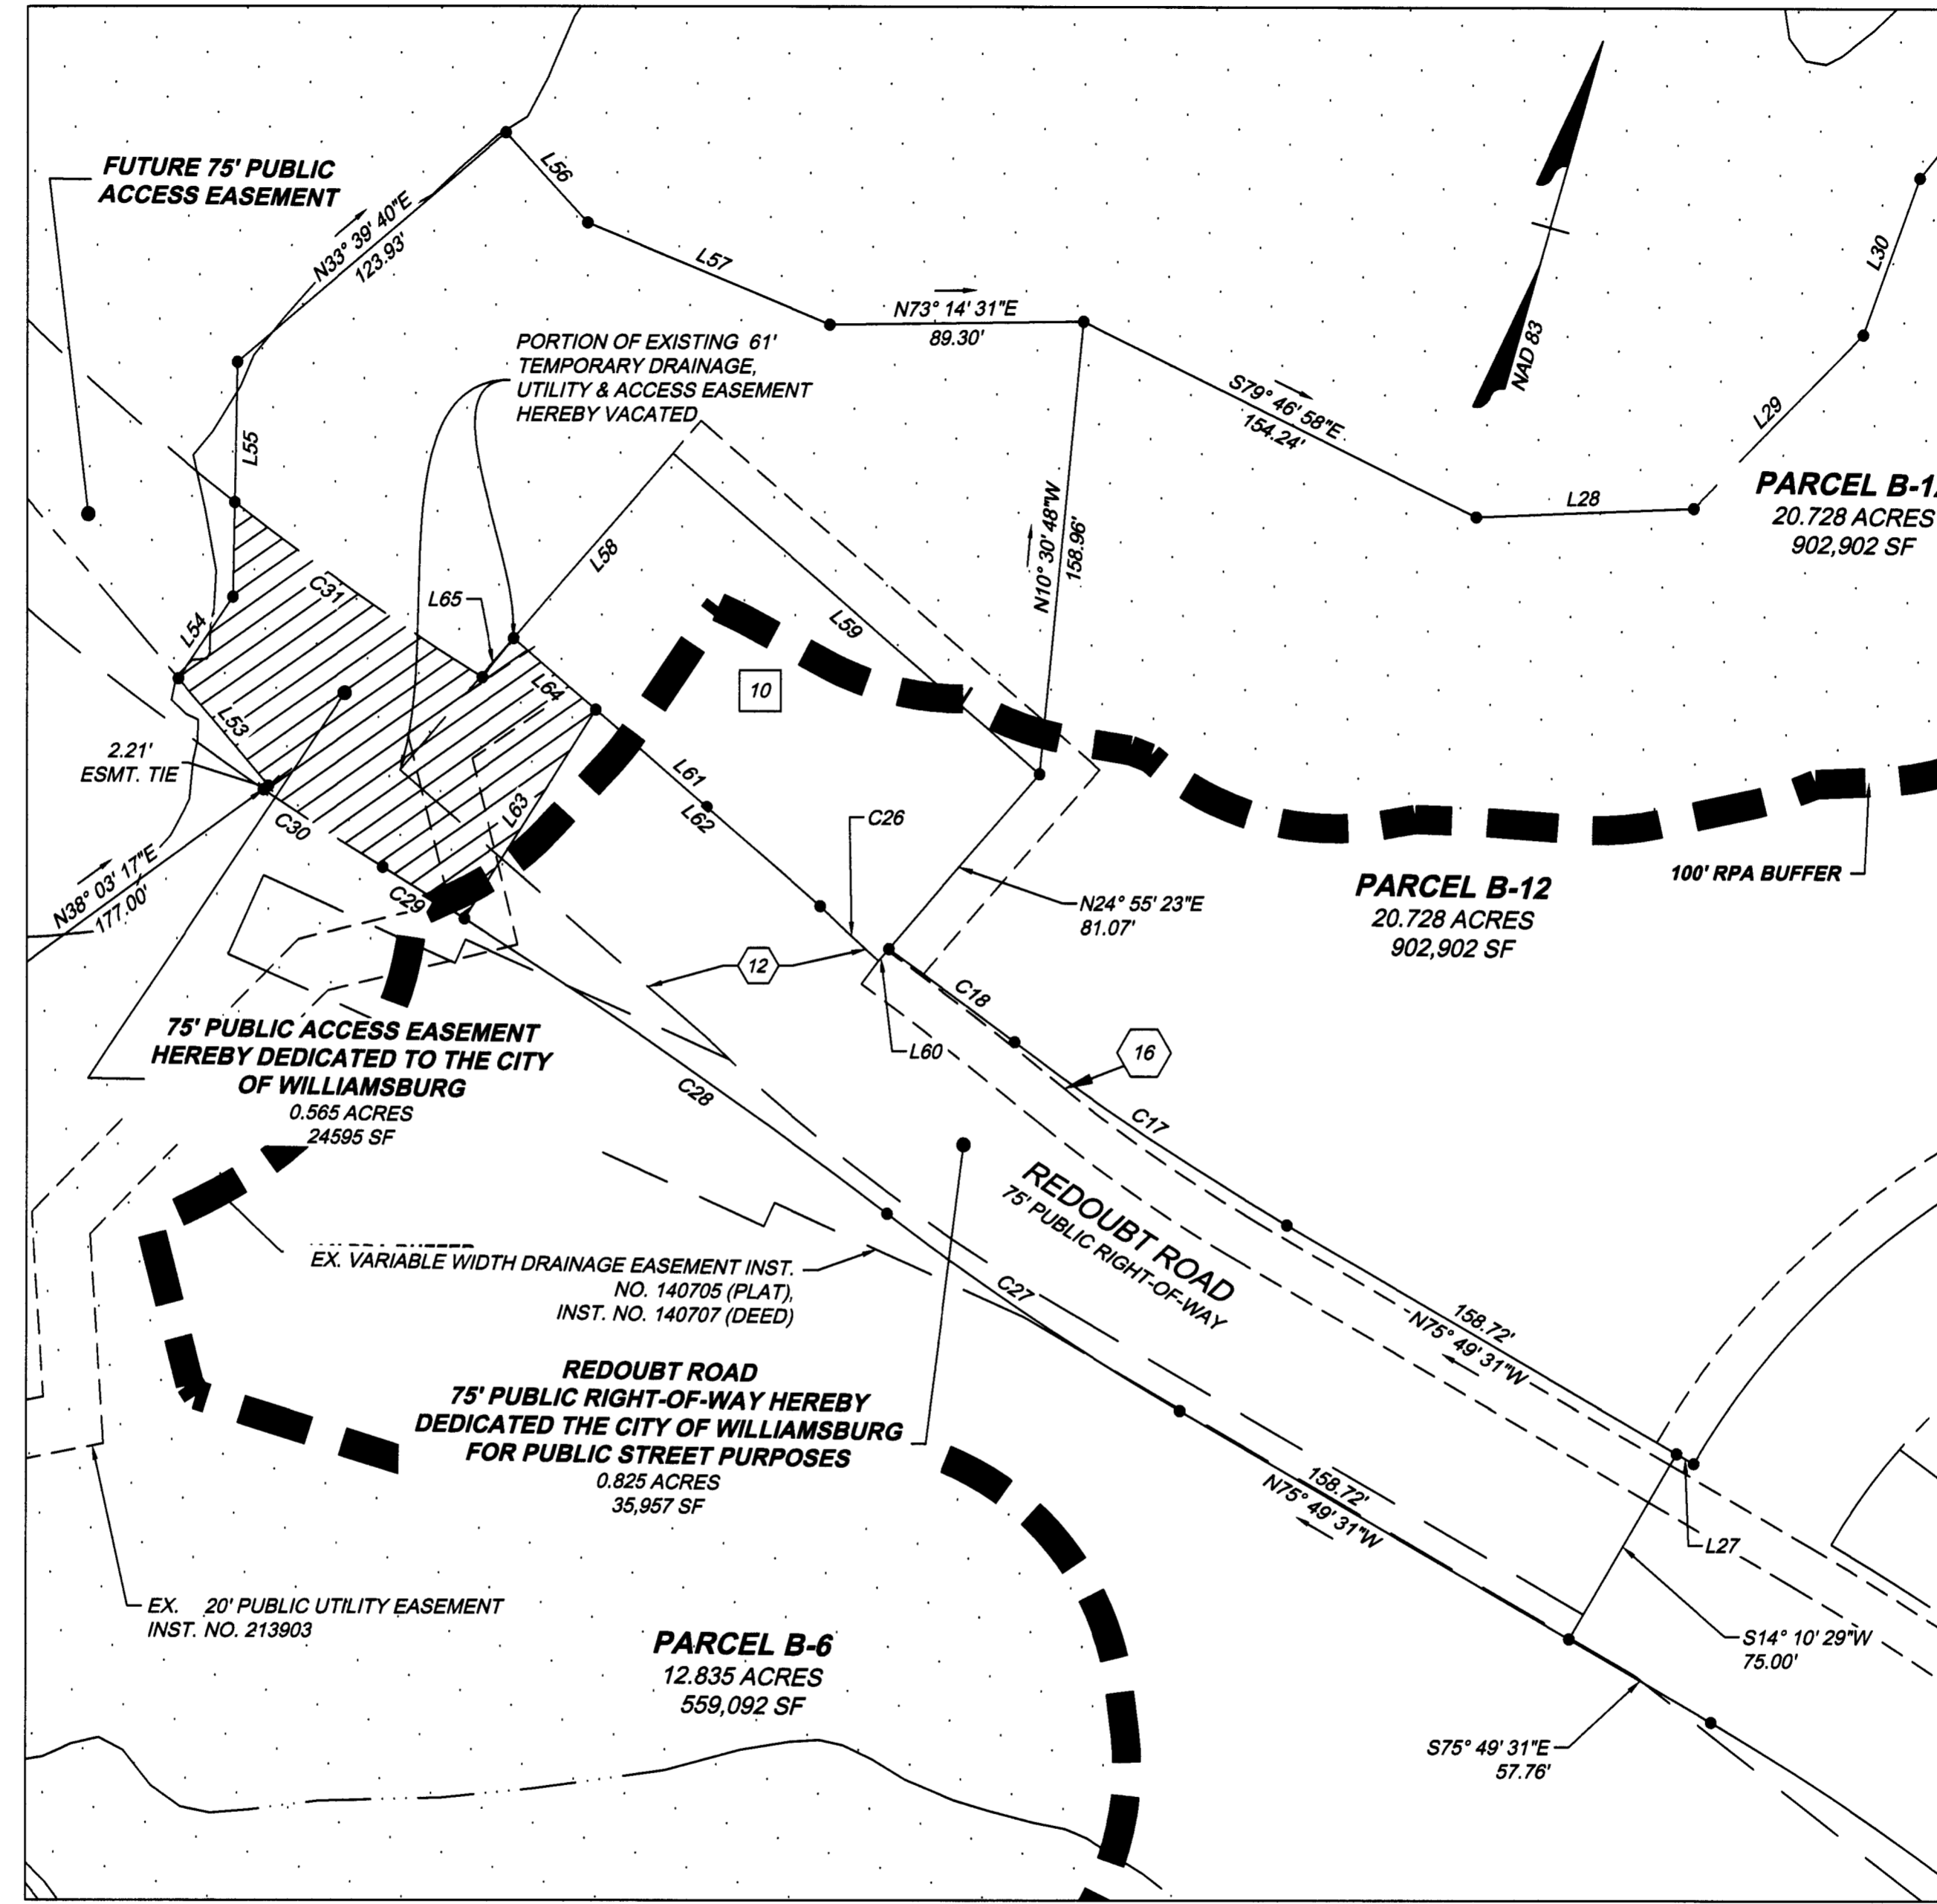 FUTURE 75' PUBLIC
ACCESS EASEMENT
N33° 39' 40"E
123.93'
L56
L57
N73° 14' 31"E
89.30'
PORTION OF EXISTING 61'
TEMPORARY DRAINAGE,
UTILITY & ACCESS EASEMENT
HEREBY VACATED
S79° 46' 58"E
154.24'
NAD 83
L30
L29
L28
PARCEL B-12
20.728 ACRES
902,902 SF
L55
N10° 30' 48"W
158.96'
L58
L59
C31
L65
L54
L64
10
L53
2.21'
ESMT. TIE
L61
L62
L63
C30
C26
C29
N38° 03' 17"E
177.00'
12
N24° 55' 23"E
81.07'
PARCEL B-12
20.728 ACRES
902,902 SF
100' RPA BUFFER
C18
L60
16
75' PUBLIC ACCESS EASEMENT
HEREBY DEDICATED TO THE CITY
OF WILLIAMSBURG
0.565 ACRES
24595 SF
C28
C17
REDOUBT ROAD
75' PUBLIC RIGHT-OF-WAY
EX. VARIABLE WIDTH DRAINAGE EASEMENT INST.
NO. 140705 (PLAT),
INST. NO. 140707 (DEED)
C27
158.72'
N75° 49' 31"W
REDOUBT ROAD
75' PUBLIC RIGHT-OF-WAY HEREBY
DEDICATED THE CITY OF WILLIAMSBURG
FOR PUBLIC STREET PURPOSES
0.825 ACRES
35,957 SF
158.72'
N75° 49' 31"W
L27
EX. 20' PUBLIC UTILITY EASEMENT
INST. NO. 213903
PARCEL B-6
12.835 ACRES
559,092 SF
S14° 10' 29"W
75.00'
S75° 49' 31"E
57.76'